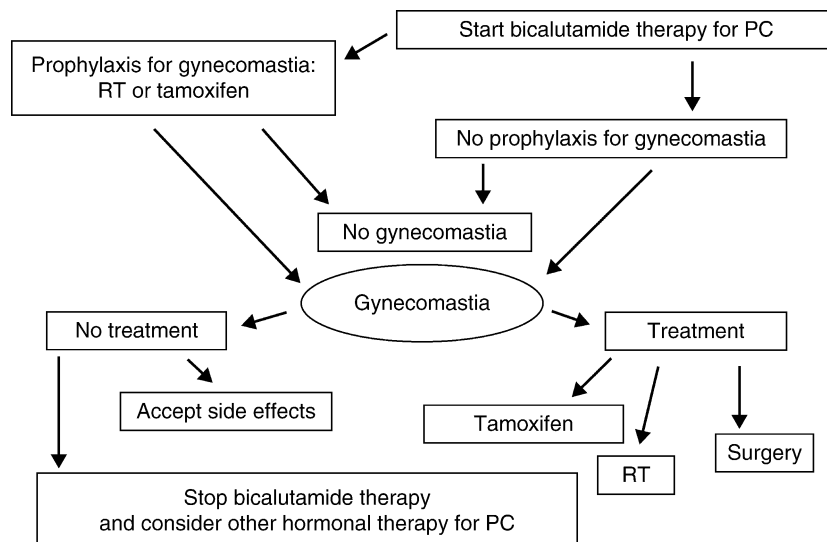 Start bicalutamide therapy for PC
Prophylaxis for gynecomastia:
RT or tamoxifen
No prophylaxis for gynecomastia
No gynecomastia
Gynecomastia
No treatment
Treatment
Accept side effects
Tamoxifen
RT
Surgery
Stop bicalutamide therapy
and consider other hormonal therapy for PC